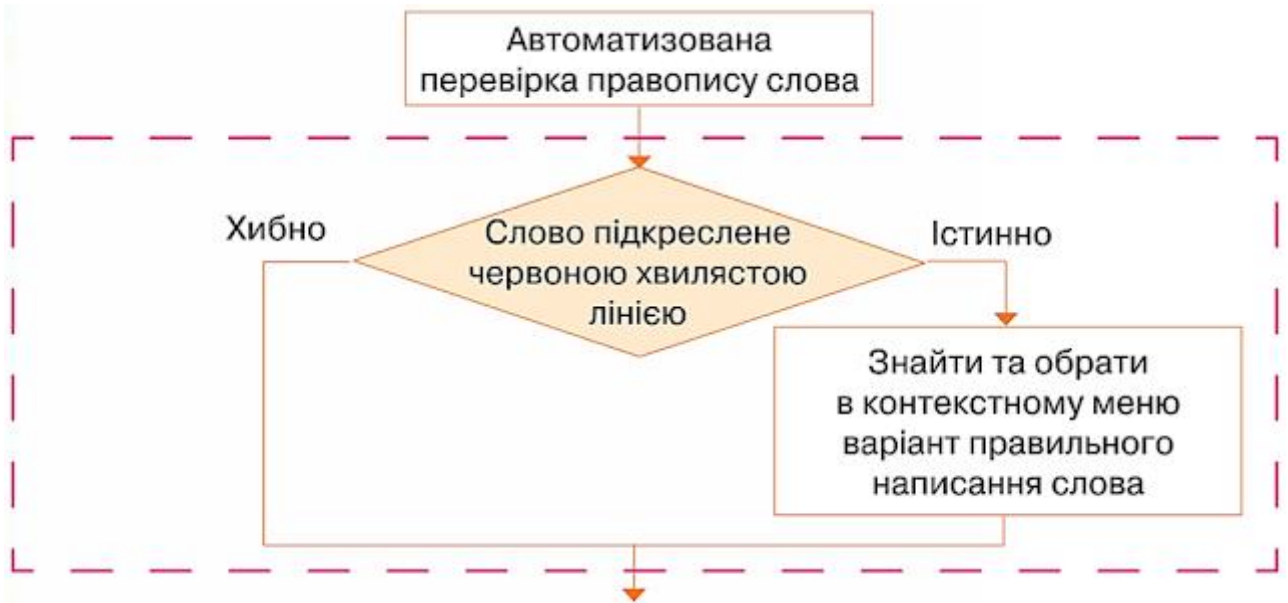 Автоматизована
перевірка правопису слова
Хибно
Слово підкреслене
червоною хвилястою
лінією
Істинно
Знайти та обрати
в контекстному меню
варіант правильного
написання слова